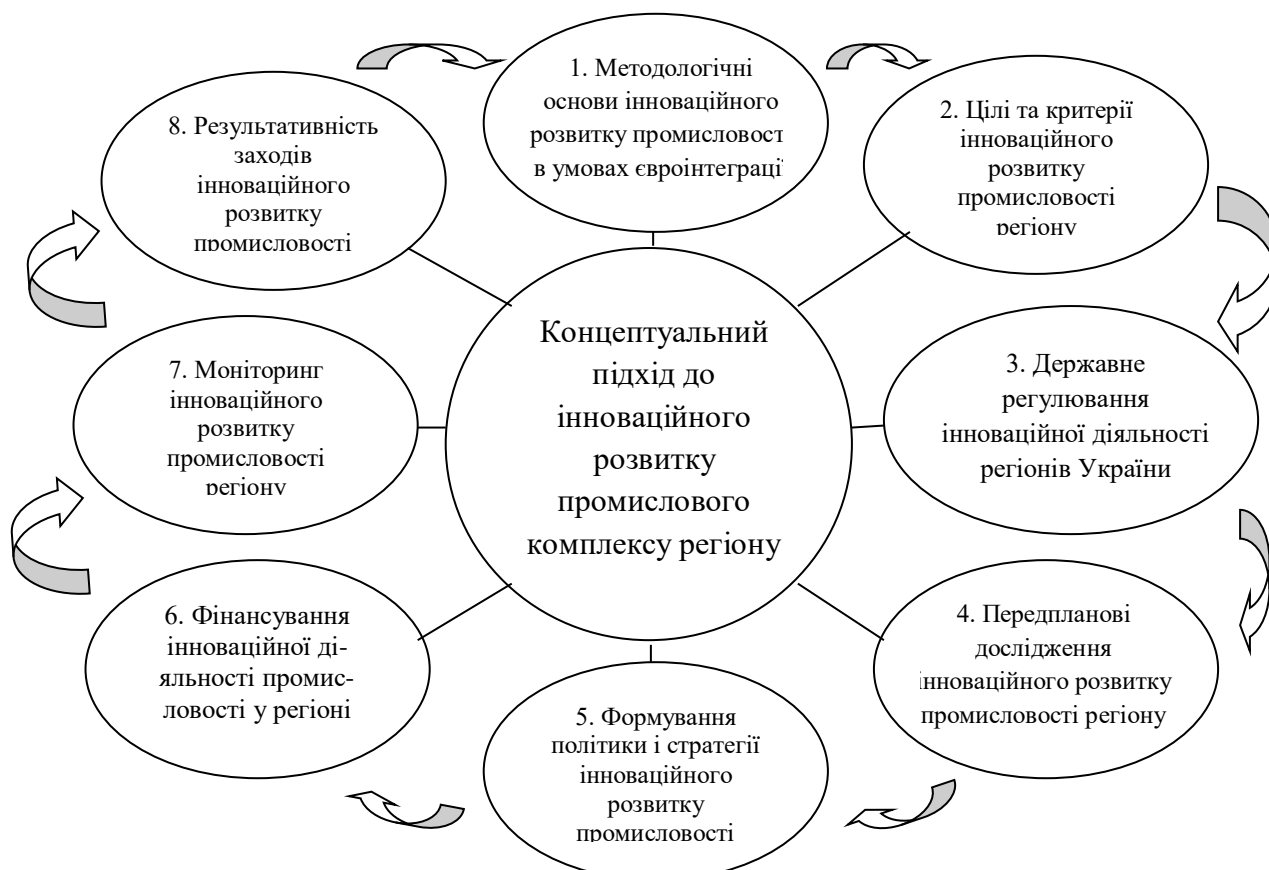 1. Методологічні
основи інноваційного
розвитку промисловост
в умовах євроінтеграції
2. Цілі та критерії
інноваційного
розвитку
промисловості
регіону
3. Державне
регулювання
інноваційної діяльності
регіонів України
4. Передпланові
дослідження
інноваційного розвитку
промисловості регіону
5. Формування
політики і стратегії
інноваційного
розвитку
промисловості
6. Фінансування
інноваційної ді-
яльності промис-
ловості у регіоні
7. Моніторинг
інноваційного
розвитку
промисловості
регіону
8. Результативність
заходів
інноваційного
розвитку
промисловості
Концептуальний
підхід до
інноваційного
розвитку
промислового
комплексу регіону